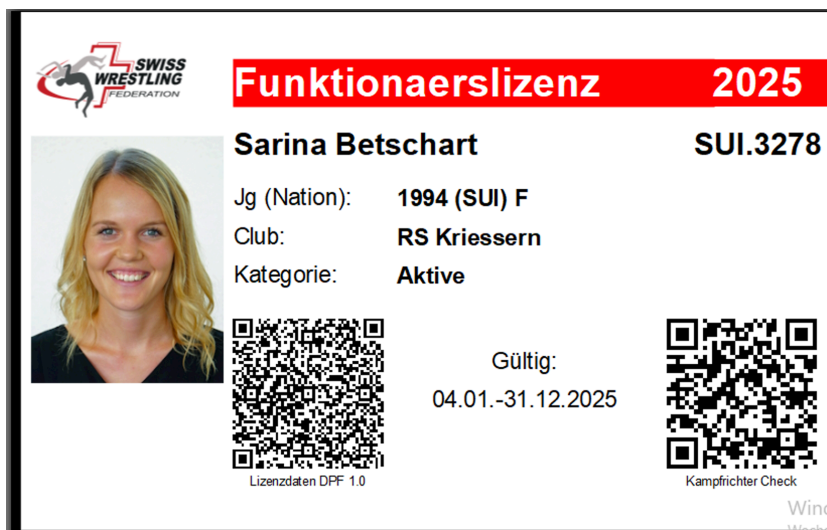 SWISS
WRESTLING
FEDERATION
Funktionaerslizenz 2025
Sarina Betschart SUI.3278
Jg (Nation): 1994 (SUI) F
Club: RS Kriessern
Kategorie: Aktive
Gültig:
04.01.-31.12.2025
Lizenzdaten DPF 1.0
Kampfrichter Check